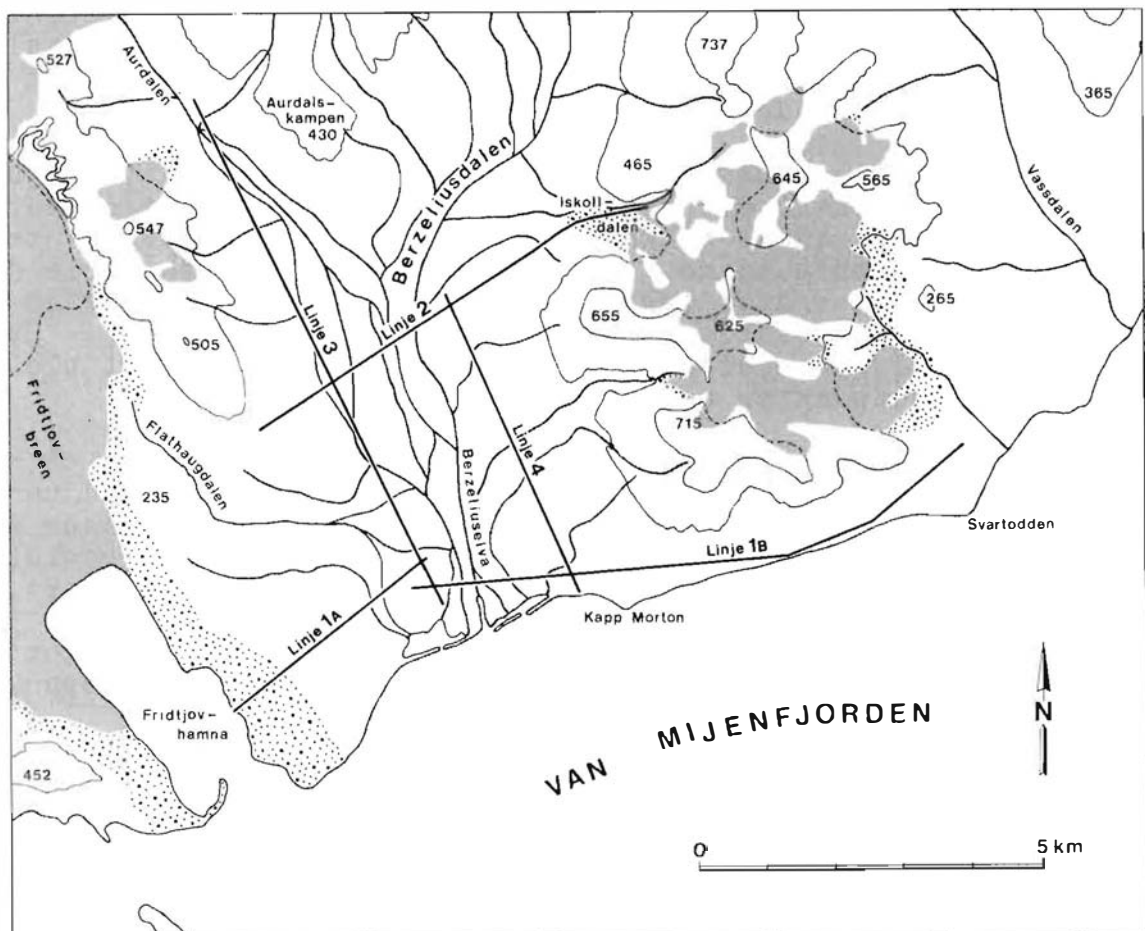 527
Aurdalen
737
365
Aurdals-
kampen
430
Berzeliusdalen
465
645
565
Vassdalen
Iskoll-
dalen
547
265
Linje 3
Linje 2
655
625
505
Fridtjov-
breen
Flathaugdalen
715
Linje 4
235
Berzeliuselva
Svartodden
Linje 1B
Linje 1A
Kapp Morton
Fridtjov-
hamna
VAN MIJENFJORDEN
N
452
0 5 km